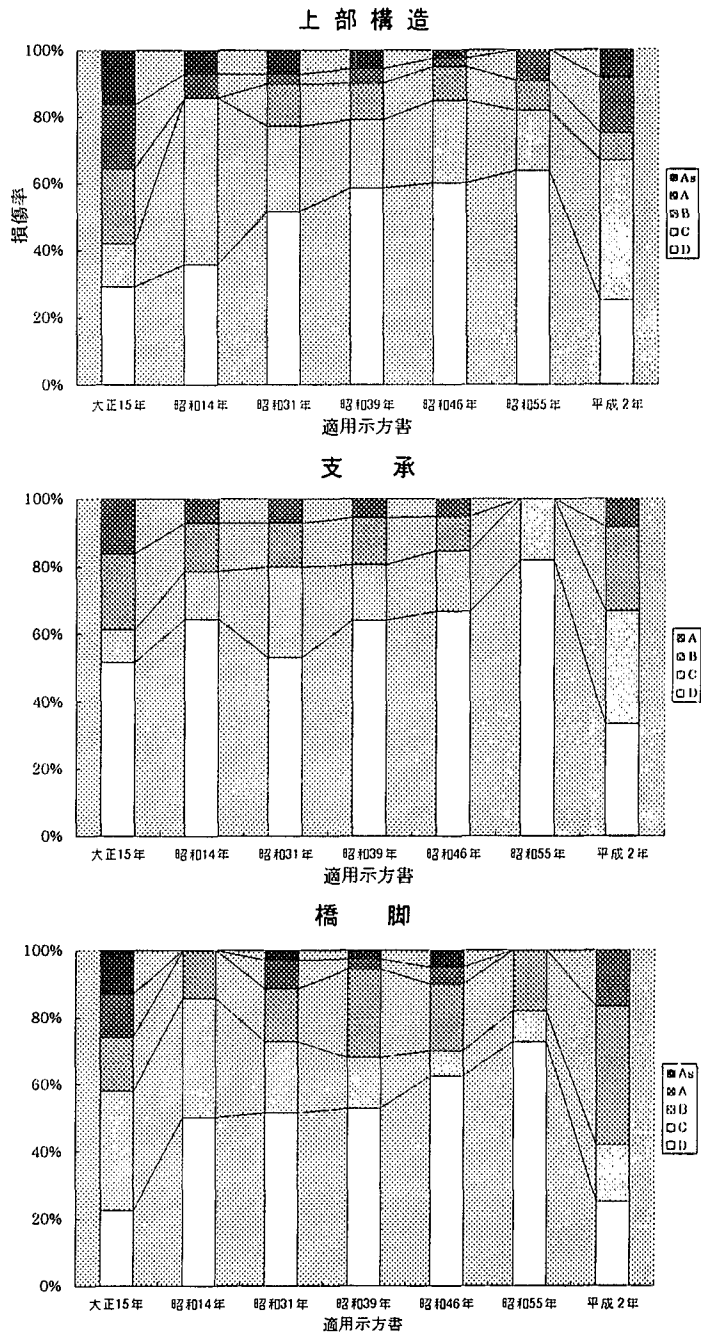 上部構造
100%
80%
60%
40%
20%
0%
損傷率
大正15年 昭和14年 昭和31年 昭和39年 昭和46年 昭和55年 平成2年
適用示方書
As
A
B
C
D
支承
100%
80%
60%
40%
20%
0%
大正15年 昭和14年 昭和31年 昭和39年 昭和46年 昭和55年 平成2年
適用示方書
A
B
C
D
橋脚
100%
80%
60%
40%
20%
0%
大正15年 昭和14年 昭和31年 昭和39年 昭和46年 昭和55年 平成2年
適用示方書
As
A
B
C
D